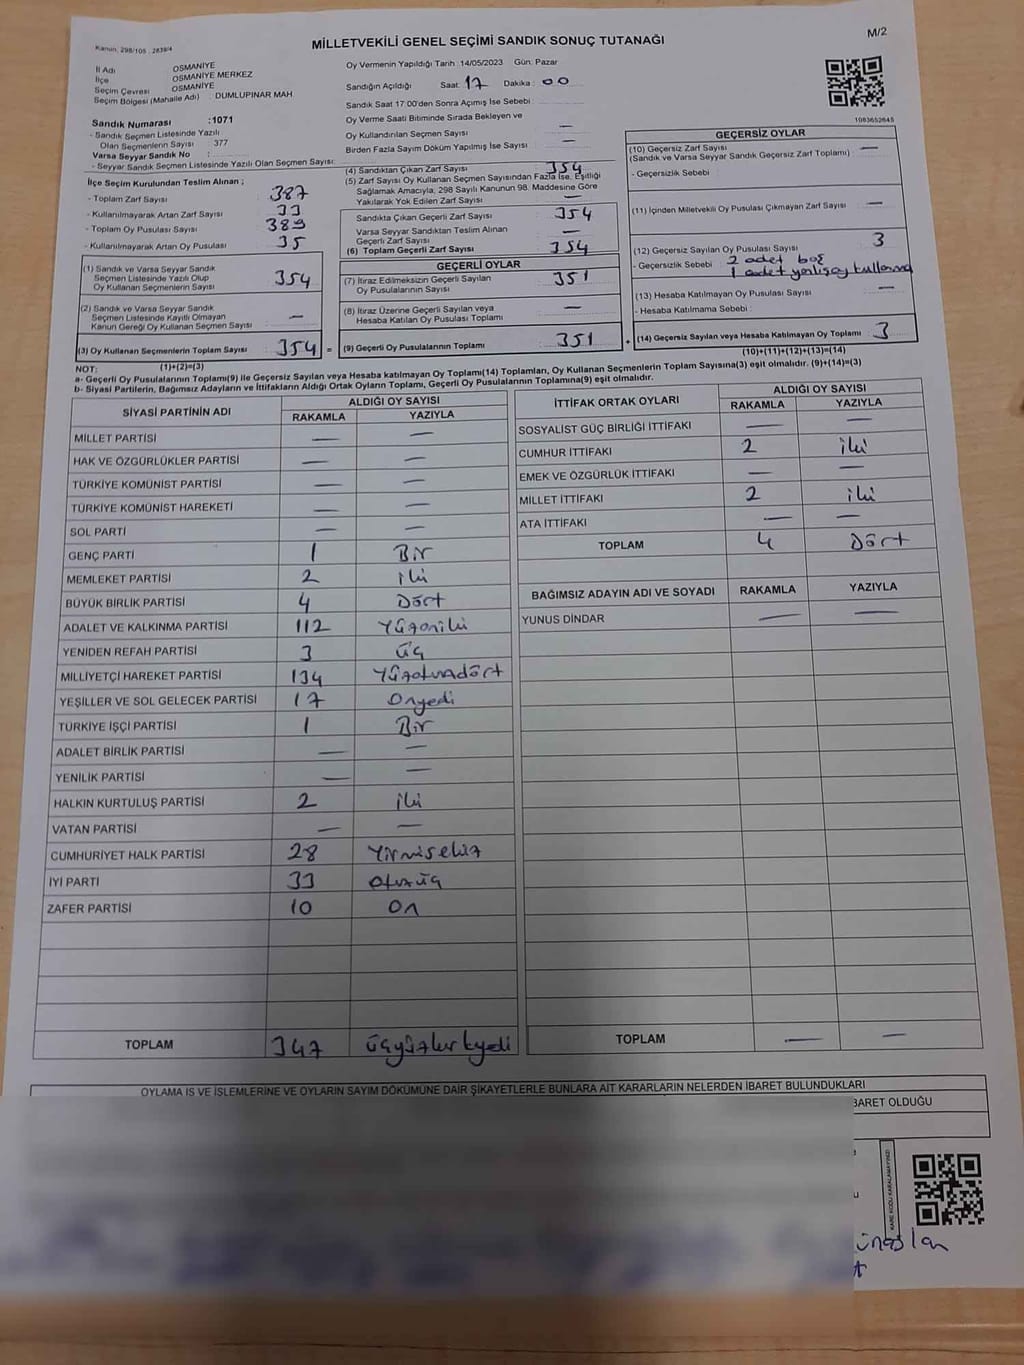 Kanun: 298/105 : 2839/4
MİLLETVEKİLİ GENEL SEÇİMİ SANDIK SONUÇ TUTANAĞI
M/2
İl Adı OSMANİYE
İlçe OSMANİYE MERKEZ
Seçim Çevresi OSMANİYE
Seçim Bölgesi (Mahalle Adı) : DUMLUPINAR MAH
Sandık Numarası :1071
- Sandık Seçmen Listesinde Yazılı
Olan Seçmenlerin Sayısı : 377
Varsa Seyyar Sandık No :
- Seyyar Sandık Seçmen Listesinde Yazılı Olan Seçmen Sayısı:
Oy Vermenin Yapıldığı Tarih :14/05/2023 Gün: Pazar
Sandığın Açıldığı Saat: 17 Dakika : 00
Sandık Saat 17:00'den Sonra Açımış İse Sebebi :
Oy Verme Saati Bitiminde Sırada Bekleyen ve
Oy Kullandırılan Seçmen Sayısı —
Birden Fazla Sayım Döküm Yapılmış İse Sayısı : —
1083652645
İlçe Seçim Kurulundan Teslim Alınan ;
- Toplam Zarf Sayısı : 387
- Kullanılmayarak Artan Zarf Sayısı : 33
- Toplam Oy Pusulası Sayısı : 389
- Kullanılmayarak Artan Oy Pusulası : 35
(1) Sandık ve Varsa Seyyar Sandık
Seçmen Listesinde Yazılı Olup
Oy Kullanan Seçmenlerin Sayısı : 354
(2) Sandık ve Varsa Seyyar Sandık
Seçmen Listesinde Kayıtlı Olmayan
Kanun Gereği Oy Kullanan Seçmen Sayısı : —
(3) Oy Kullanan Seçmenlerin Toplam Sayısı : 354 =
(4) Sandıktan Çıkan Zarf Sayısı : 354
(5) Zarf Sayısı Oy Kullanan Seçmen Sayısından Fazla İse, Eşitliği
Sağlamak Amacıyla, 298 Sayılı Kanunun 98. Maddesine Göre
Yakılarak Yok Edilen Zarf Sayısı : —
Sandıkta Çıkan Geçerli Zarf Sayısı : 354
Varsa Seyyar Sandıktan Teslim Alınan
Geçerli Zarf Sayısı : —
(6) Toplam Geçerli Zarf Sayısı : 354
GEÇERLİ OYLAR
(7) İtiraz Edilmeksizin Geçerli Sayılan
Oy Pusulalarının Sayısı : 351
(8) İtiraz Üzerine Geçerli Sayılan veya
Hesaba Katılan Oy Pusulası Toplamı : —
(9) Geçerli Oy Pusulalarının Toplamı : 351 +
GEÇERSİZ OYLAR
(10) Geçersiz Zarf Sayısı
(Sandık ve Varsa Seyyar Sandık Geçersiz Zarf Toplamı) : —
- Geçersizlik Sebebi :
(11) İçinden Milletvekili Oy Pusulası Çıkmayan Zarf Sayısı : —
(12) Geçersiz Sayılan Oy Pusulası Sayısı : 3
- Geçersizlik Sebebi : 2 adet boş
1 adet yanlış oy kullanma
(13) Hesaba Katılmayan Oy Pusulası Sayısı : —
- Hesaba Katılmama Sebebi :
(14) Geçersiz Sayılan veya Hesaba Katılmayan Oy Toplamı : 3
NOT: (1)+(2)=(3) (10)+(11)+(12)+(13)=(14)
a- Geçerli Oy Pusulalarının Toplamı(9) ile Geçersiz Sayılan veya Hesaba katılmayan Oy Toplamı(14) Toplamları, Oy Kullanan Seçmenlerin Toplam Sayısına(3) eşit olmalıdır. (9)+(14)=(3)
b- Siyasi Partilerin, Bağımsız Adayların ve İttifakların Aldığı Ortak Oyların Toplamı, Geçerli Oy Pusulalarının Toplamına(9) eşit olmalıdır.
SİYASİ PARTİNİN ADI ALDIĞI OY SAYISI
RAKAMLA YAZIYLA
MİLLET PARTİSİ — —
HAK VE ÖZGÜRLÜKLER PARTİSİ — —
TÜRKİYE KOMÜNİST PARTİSİ — —
TÜRKİYE KOMÜNİST HAREKETİ — —
SOL PARTİ — —
GENÇ PARTİ 1 Bir
MEMLEKET PARTİSİ 2 iki
BÜYÜK BİRLİK PARTİSİ 4 Dört
ADALET VE KALKINMA PARTİSİ 112 Yüzoniki
YENİDEN REFAH PARTİSİ 3 üç
MİLLİYETÇİ HAREKET PARTİSİ 134 Yüzotuzdört
YEŞİLLER VE SOL GELECEK PARTİSİ 17 Onyedi
TÜRKİYE İŞÇİ PARTİSİ 1 Bir
ADALET BİRLİK PARTİSİ — —
YENİLİK PARTİSİ — —
HALKIN KURTULUŞ PARTİSİ 2 iki
VATAN PARTİSİ — —
CUMHURİYET HALK PARTİSİ 28 Yirmisekiz
İYİ PARTİ 33 otuzüç
ZAFER PARTİSİ 10 On
TOPLAM 347 üçyüzkırkyedi
İTTİFAK ORTAK OYLARI ALDIĞI OY SAYISI
RAKAMLA YAZIYLA
SOSYALİST GÜÇ BİRLİĞİ İTTİFAKI — —
CUMHUR İTTİFAKI 2 iki
EMEK VE ÖZGÜRLÜK İTTİFAKI — —
MİLLET İTTİFAKI 2 iki
ATA İTTİFAKI — —
TOPLAM 4 Dört
BAĞIMSIZ ADAYIN ADI VE SOYADI RAKAMLA YAZIYLA
YUNUS DİNDAR — —
TOPLAM — —
OYLAMA IS VE İSLEMLERİNE VE OYLARIN SAYIM DÖKÜMÜNE DAİR ŞİKAYETLERLE BUNLARA AİT KARARLARIN NELERDEN İBARET BULUNDUKLARI
BARET OLDUĞU
KARE KODU KARALAMAYINIZ!